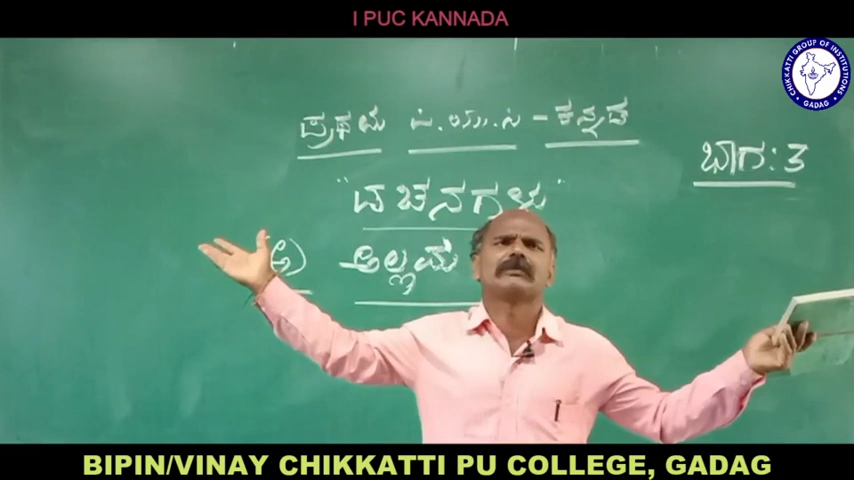 I PUC KANNADA
CHIKKATTI GROUP OF INSTITUTIONS
• GADAG •
ಪ್ರಥಮ ಪಿ.ಯು.ಸಿ - ಕನ್ನಡ
ಭಾಗ: 3
"ವಚನಗಳು"
ಅ) ಅಲ್ಲಮ
BIPIN/VINAY CHIKKATTI PU COLLEGE, GADAG